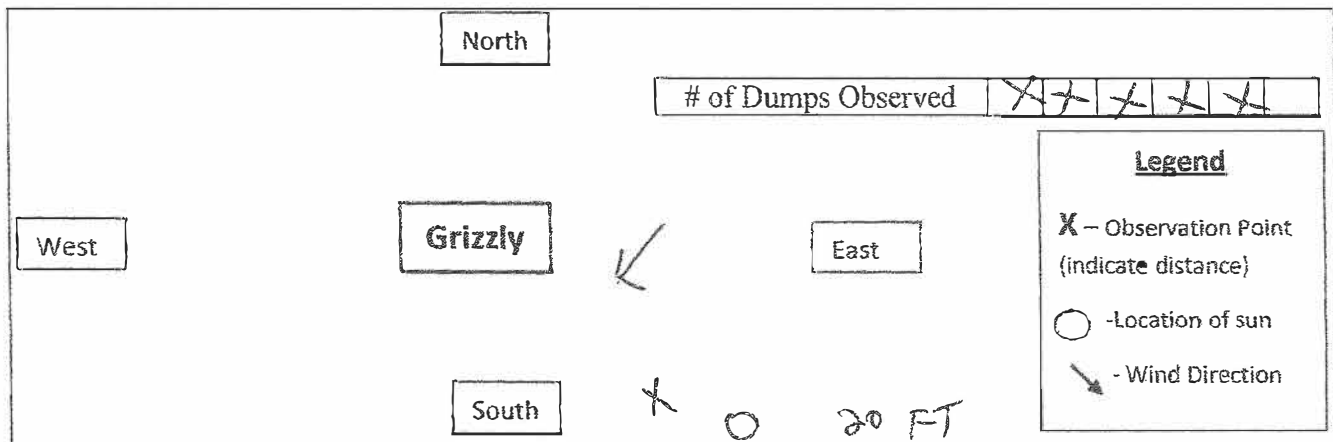 North
# of Dumps Observed X X X X X
Legend
X – Observation Point
(indicate distance)
-Location of sun
- Wind Direction
West
Grizzly
East
South
X
20 FT